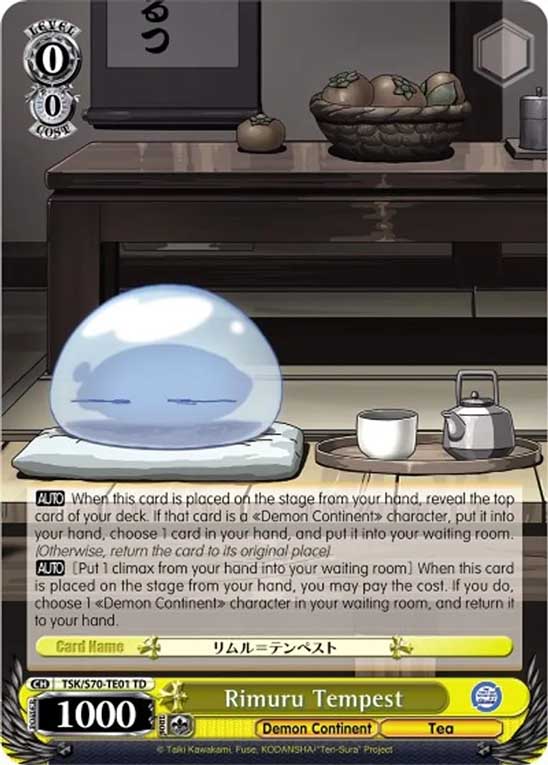 るつ
LEVEL
0
0
COST
AUTO When this card is placed on the stage from your hand, reveal the top
card of your deck. If that card is a «Demon Continent» character, put it into
your hand, choose 1 card in your hand, and put it into your waiting room.
(Otherwise, return the card to its original place).
AUTO [Put 1 climax from your hand into your waiting room] When this card
is placed on the stage from your hand, you may pay the cost. If you do,
choose 1 «Demon Continent» character in your waiting room, and return it
to your hand.
Card Name リムル＝テンペスト
CH TSK/S70-TE01 TD
Rimuru Tempest
POWER 1000 SOUL
Demon Continent Tea
© Taiki Kawakami, Fuse, KODANSHA/"Ten-Sura" Project